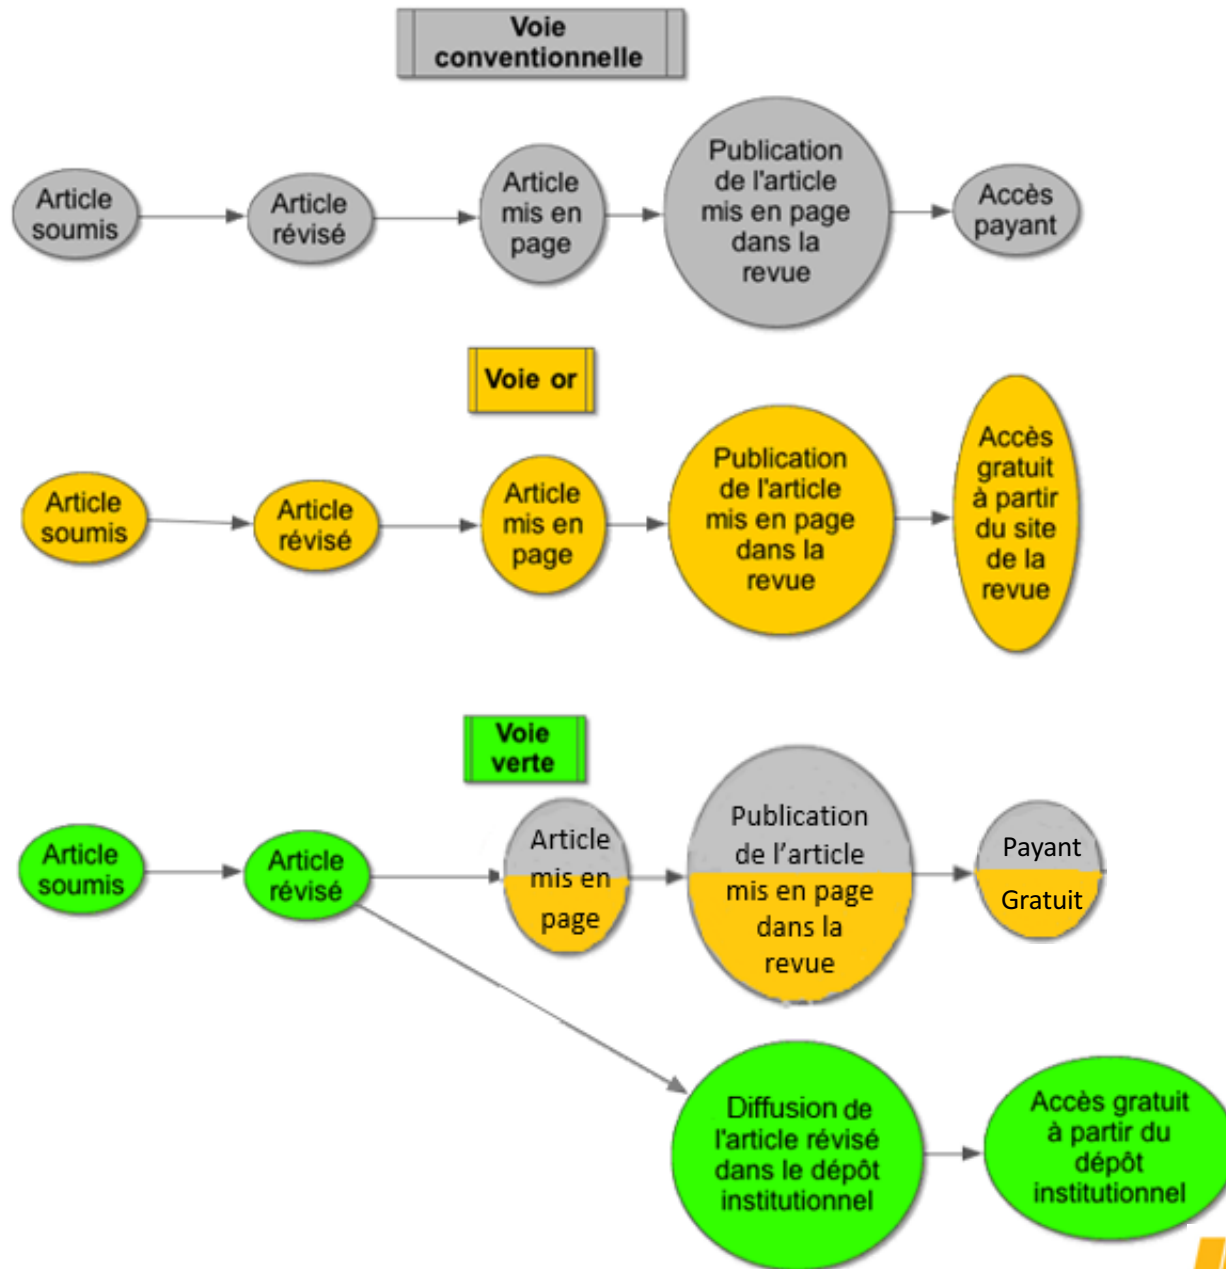 Voie
conventionnelle
Article
soumis
Article
révisé
Article
mis en
page
Publication
de l'article
mis en page
dans la
revue
Accès
payant
Voie or
Article
soumis
Article
révisé
Article
mis en
page
Publication
de l'article
mis en page
dans la
revue
Accès
gratuit
à partir
du site
de la
revue
Voie
verte
Article
soumis
Article
révisé
Article
mis en
page
Publication
de l’article
mis en page
dans la
revue
Payant
Gratuit
Diffusion de
l'article révisé
dans le dépôt
institutionnel
Accès gratuit
à partir du
dépôt
institutionnel